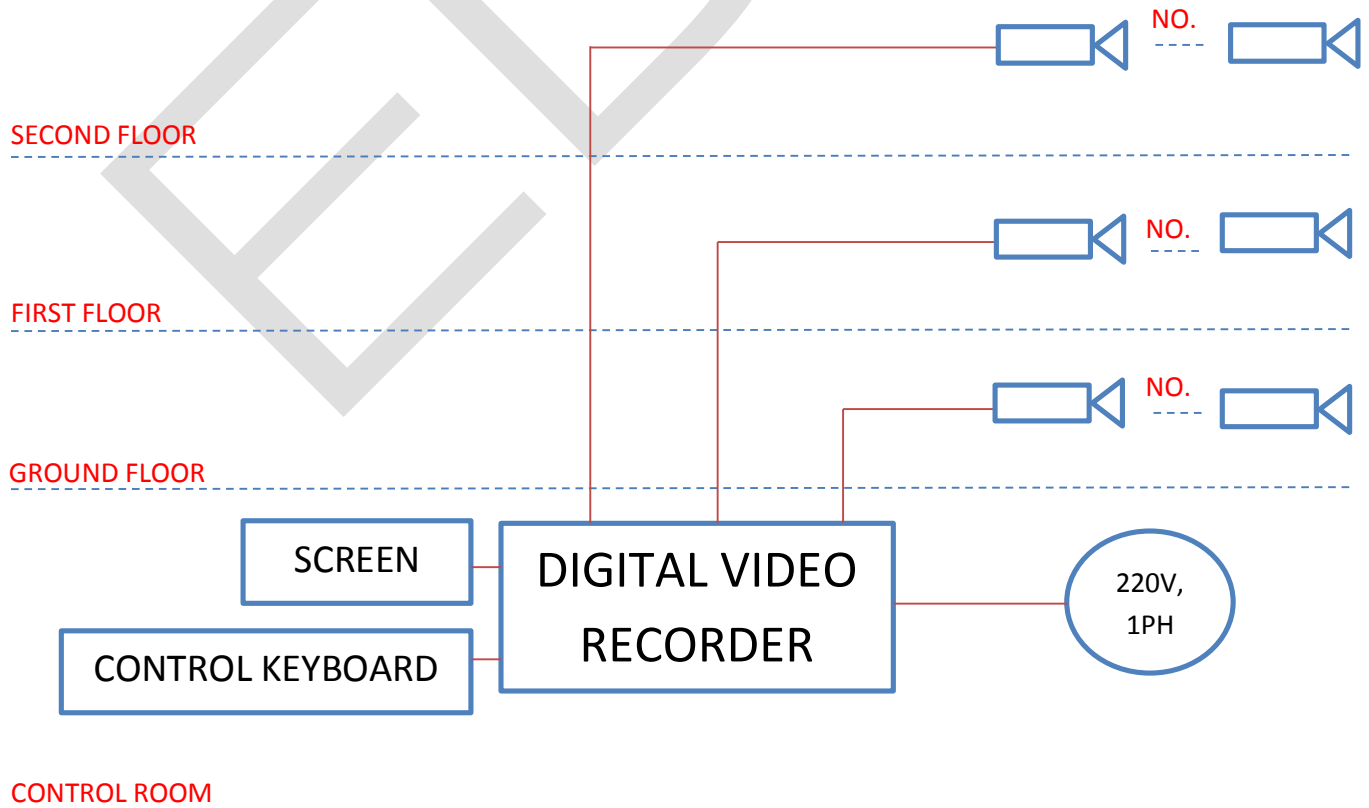 NO.
SECOND FLOOR
NO.
FIRST FLOOR
NO.
GROUND FLOOR
SCREEN
DIGITAL VIDEO
RECORDER
220V,
1PH
CONTROL KEYBOARD
CONTROL ROOM